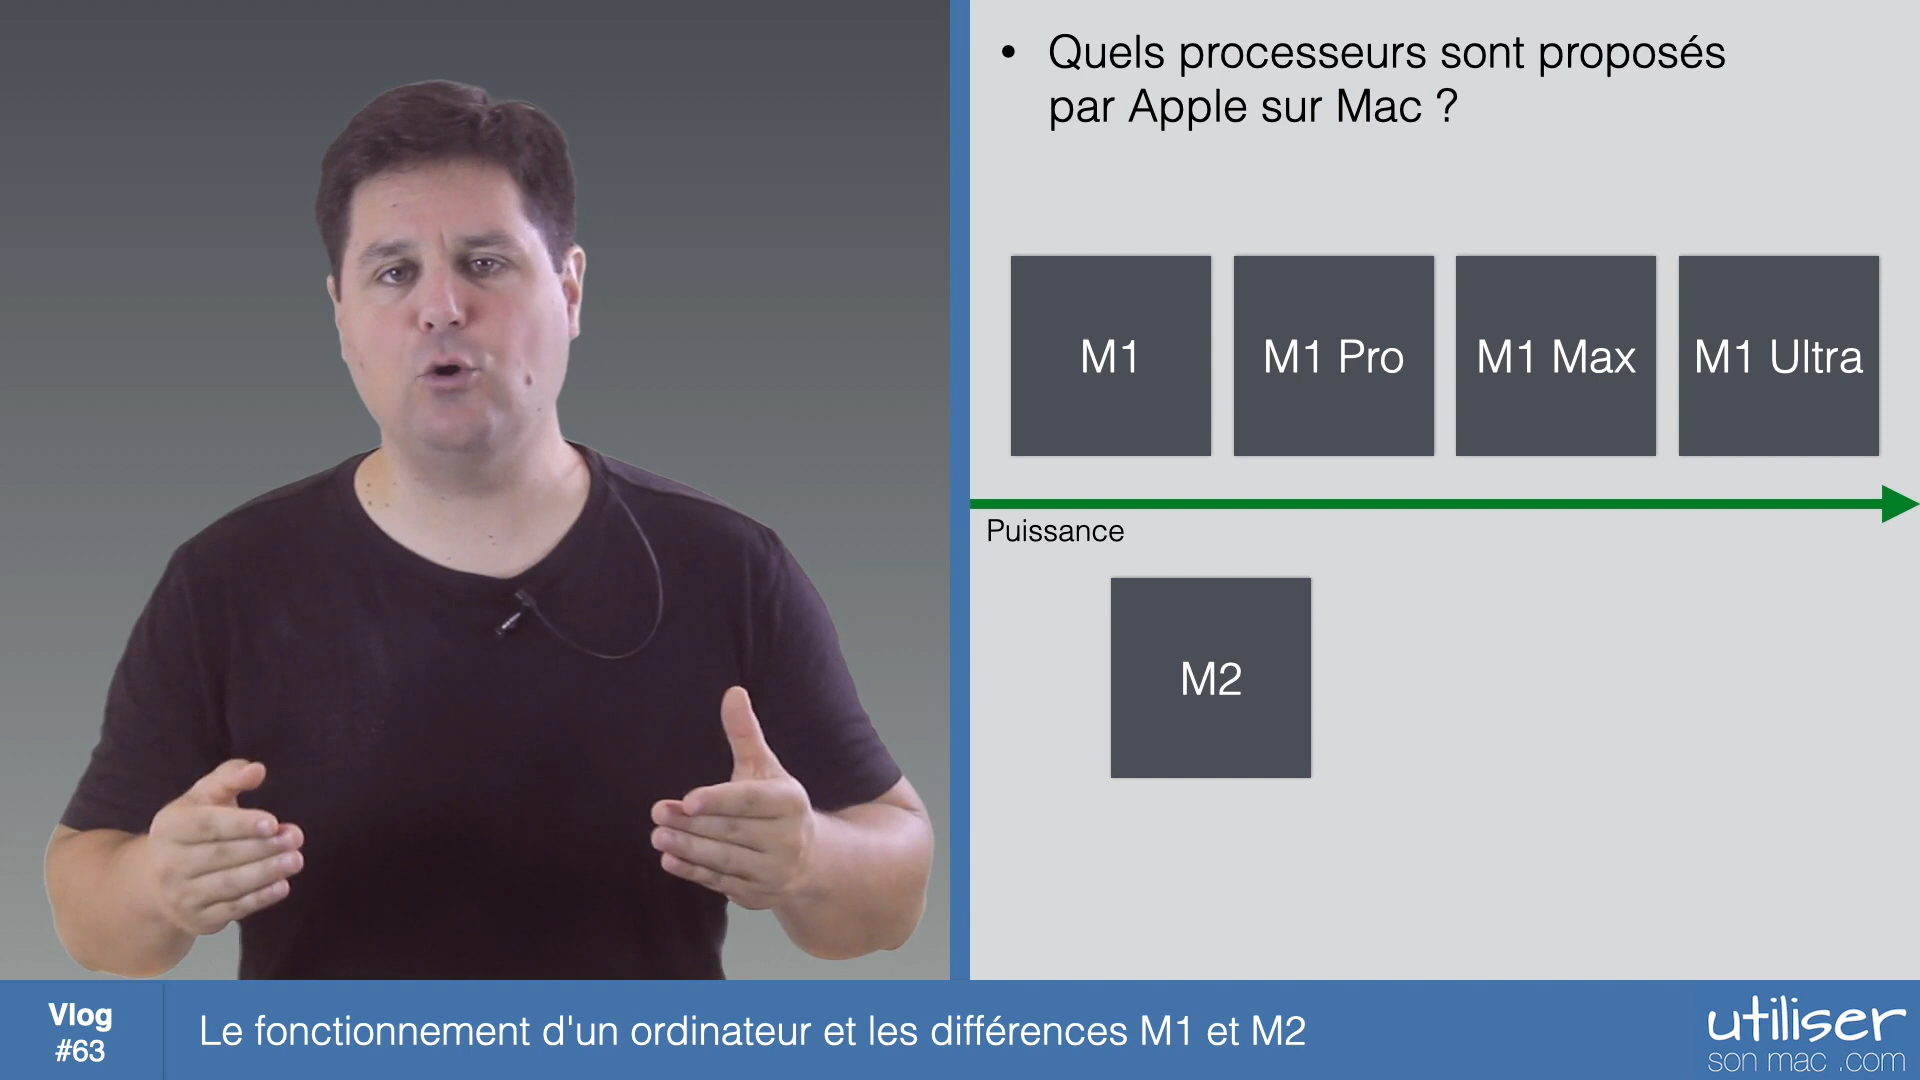 • Quels processeurs sont proposés
par Apple sur Mac ?
M1
M1 Pro
M1 Max
M1 Ultra
Puissance
M2
Vlog
#63
Le fonctionnement d'un ordinateur et les différences M1 et M2
utiliser
son mac .com